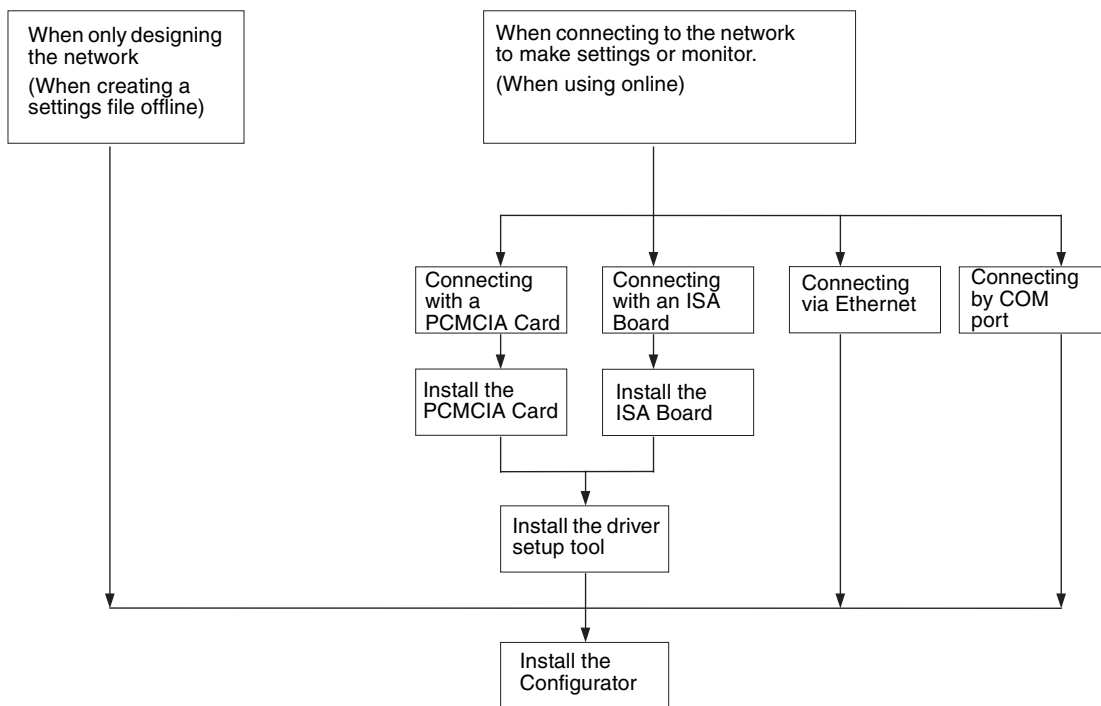 When only designing
the network
(When creating a
settings file offline)
When connecting to the network
to make settings or monitor.
(When using online)
Connecting
with a
PCMCIA Card
Connecting
with an ISA
Board
Connecting
via Ethernet
Connecting
by COM
port
Install the
PCMCIA Card
Install the
ISA Board
Install the driver
setup tool
Install the
Configurator